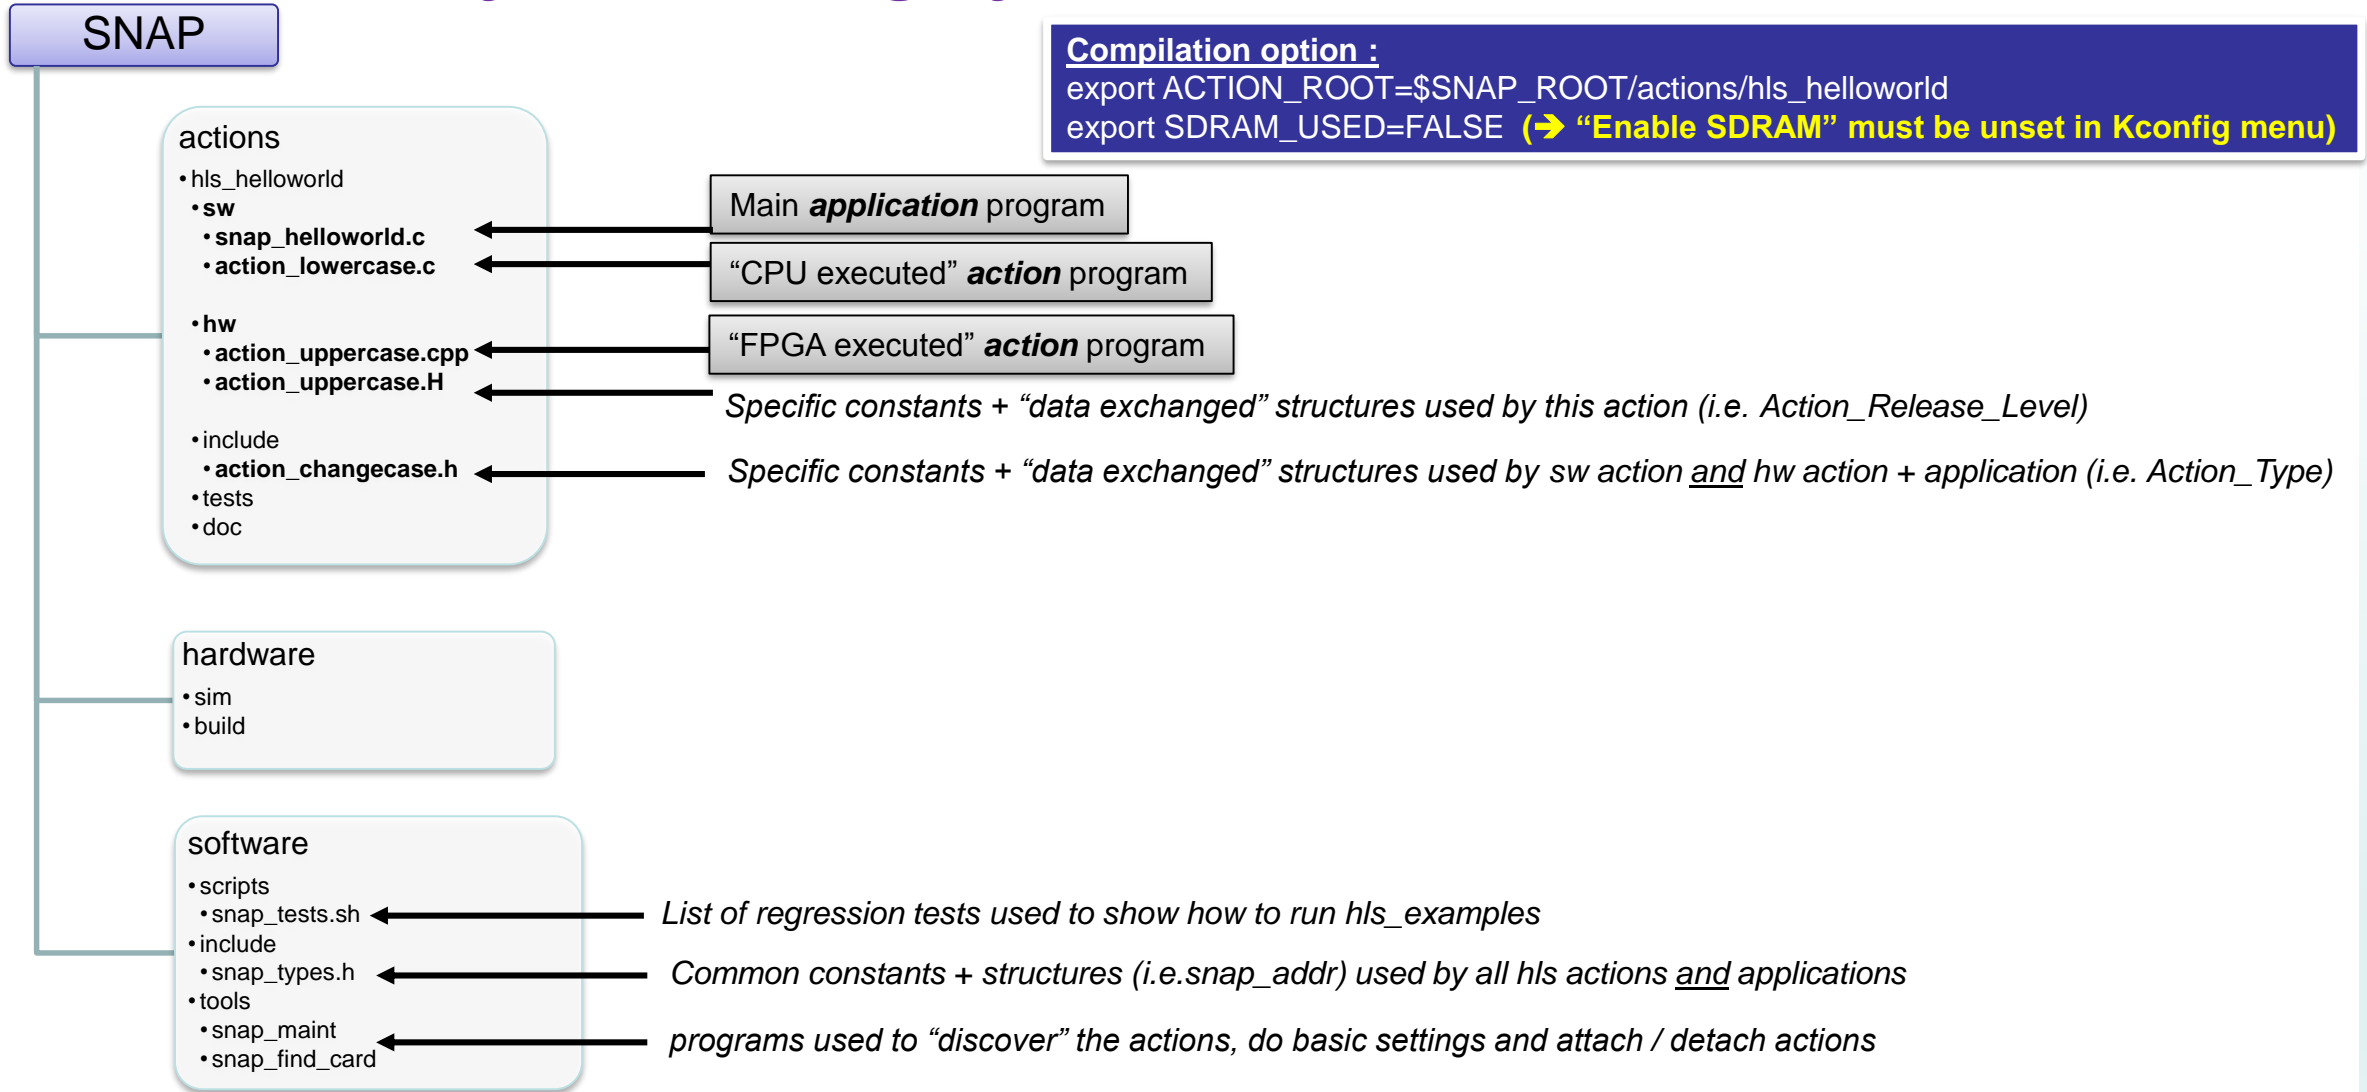 SNAP
Compilation option :
export ACTION_ROOT=$SNAP_ROOT/actions/hls_helloworld
export SDRAM_USED=FALSE (➔ “Enable SDRAM” must be unset in Kconfig menu)
actions
•hls_helloworld
•sw
•snap_helloworld.c
•action_lowercase.c
•hw
•action_uppercase.cpp
•action_uppercase.H
•include
•action_changecase.h
•tests
•doc
Main application program
“CPU executed” action program
“FPGA executed” action program
Specific constants + “data exchanged” structures used by this action (i.e. Action_Release_Level)
Specific constants + “data exchanged” structures used by sw action and hw action + application (i.e. Action_Type)
hardware
•sim
•build
software
•scripts
•snap_tests.sh
•include
•snap_types.h
•tools
•snap_maint
•snap_find_card
List of regression tests used to show how to run hls_examples
Common constants + structures (i.e.snap_addr) used by all hls actions and applications
programs used to “discover” the actions, do basic settings and attach / detach actions